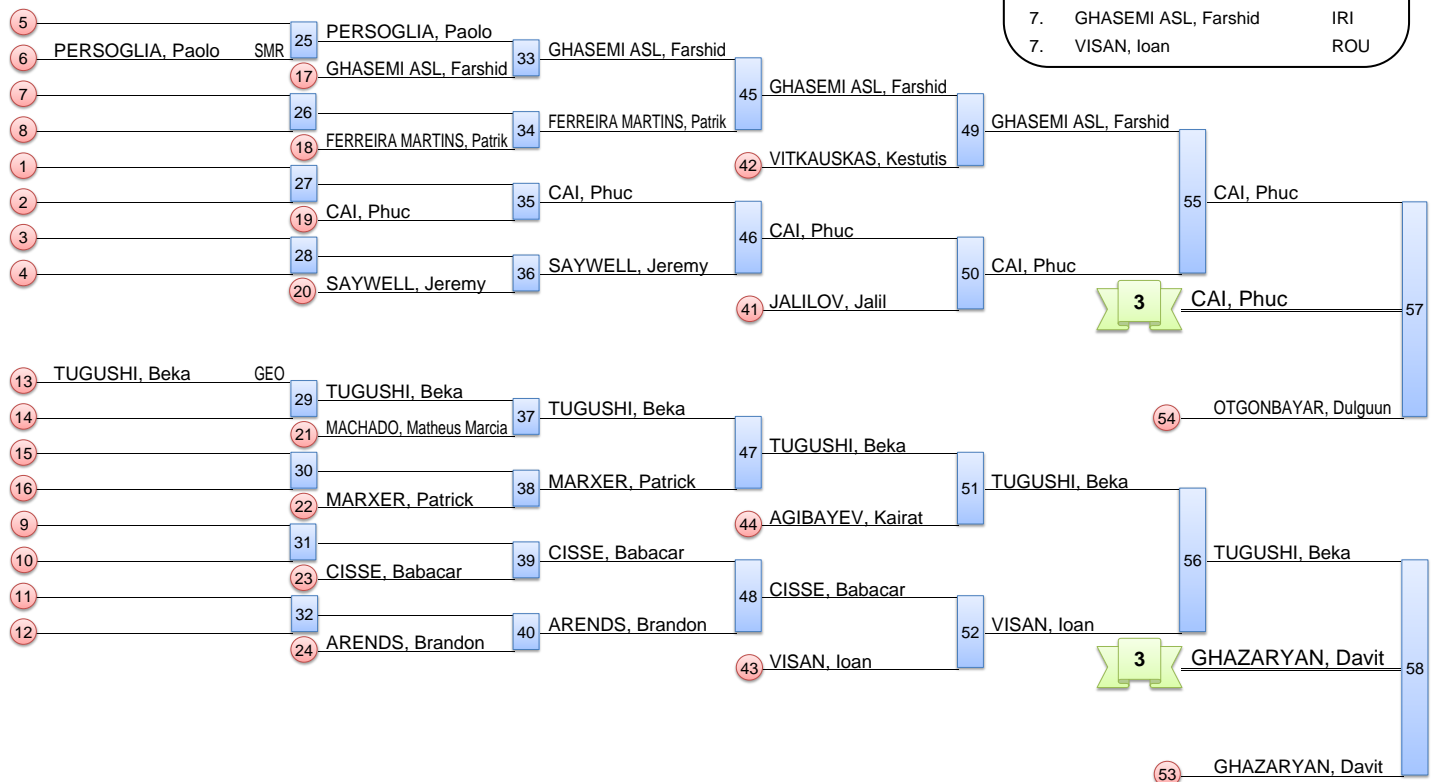 7. GHASEMI ASL, Farshid IRI
7. VISAN, Ioan ROU
5
25 PERSOGLIA, Paolo
6 PERSOGLIA, Paolo SMR
33 GHASEMI ASL, Farshid
17 GHASEMI ASL, Farshid
7
45 GHASEMI ASL, Farshid
26
34 FERREIRA MARTINS, Patrik
49 GHASEMI ASL, Farshid
8
18 FERREIRA MARTINS, Patrik
1
42 VITKAUSKAS, Kestutis
27
2
35 CAI, Phuc
55 CAI, Phuc
19 CAI, Phuc
3
46 CAI, Phuc
28
4
36 SAYWELL, Jeremy
50 CAI, Phuc
20 SAYWELL, Jeremy
41 JALILOV, Jalil
3 CAI, Phuc
57
13 TUGUSHI, Beka GEO
29 TUGUSHI, Beka
14
37 TUGUSHI, Beka
54 OTGONBAYAR, Dulguun
21 MACHADO, Matheus Marcia
15
47 TUGUSHI, Beka
30
16
38 MARXER, Patrick
51 TUGUSHI, Beka
22 MARXER, Patrick
9
44 AGIBAYEV, Kairat
31
10
39 CISSE, Babacar
56 TUGUSHI, Beka
23 CISSE, Babacar
11
48 CISSE, Babacar
32
12
40 ARENDS, Brandon
52 VISAN, Ioan
24 ARENDS, Brandon
43 VISAN, Ioan
3 GHAZARYAN, Davit
58
53 GHAZARYAN, Davit